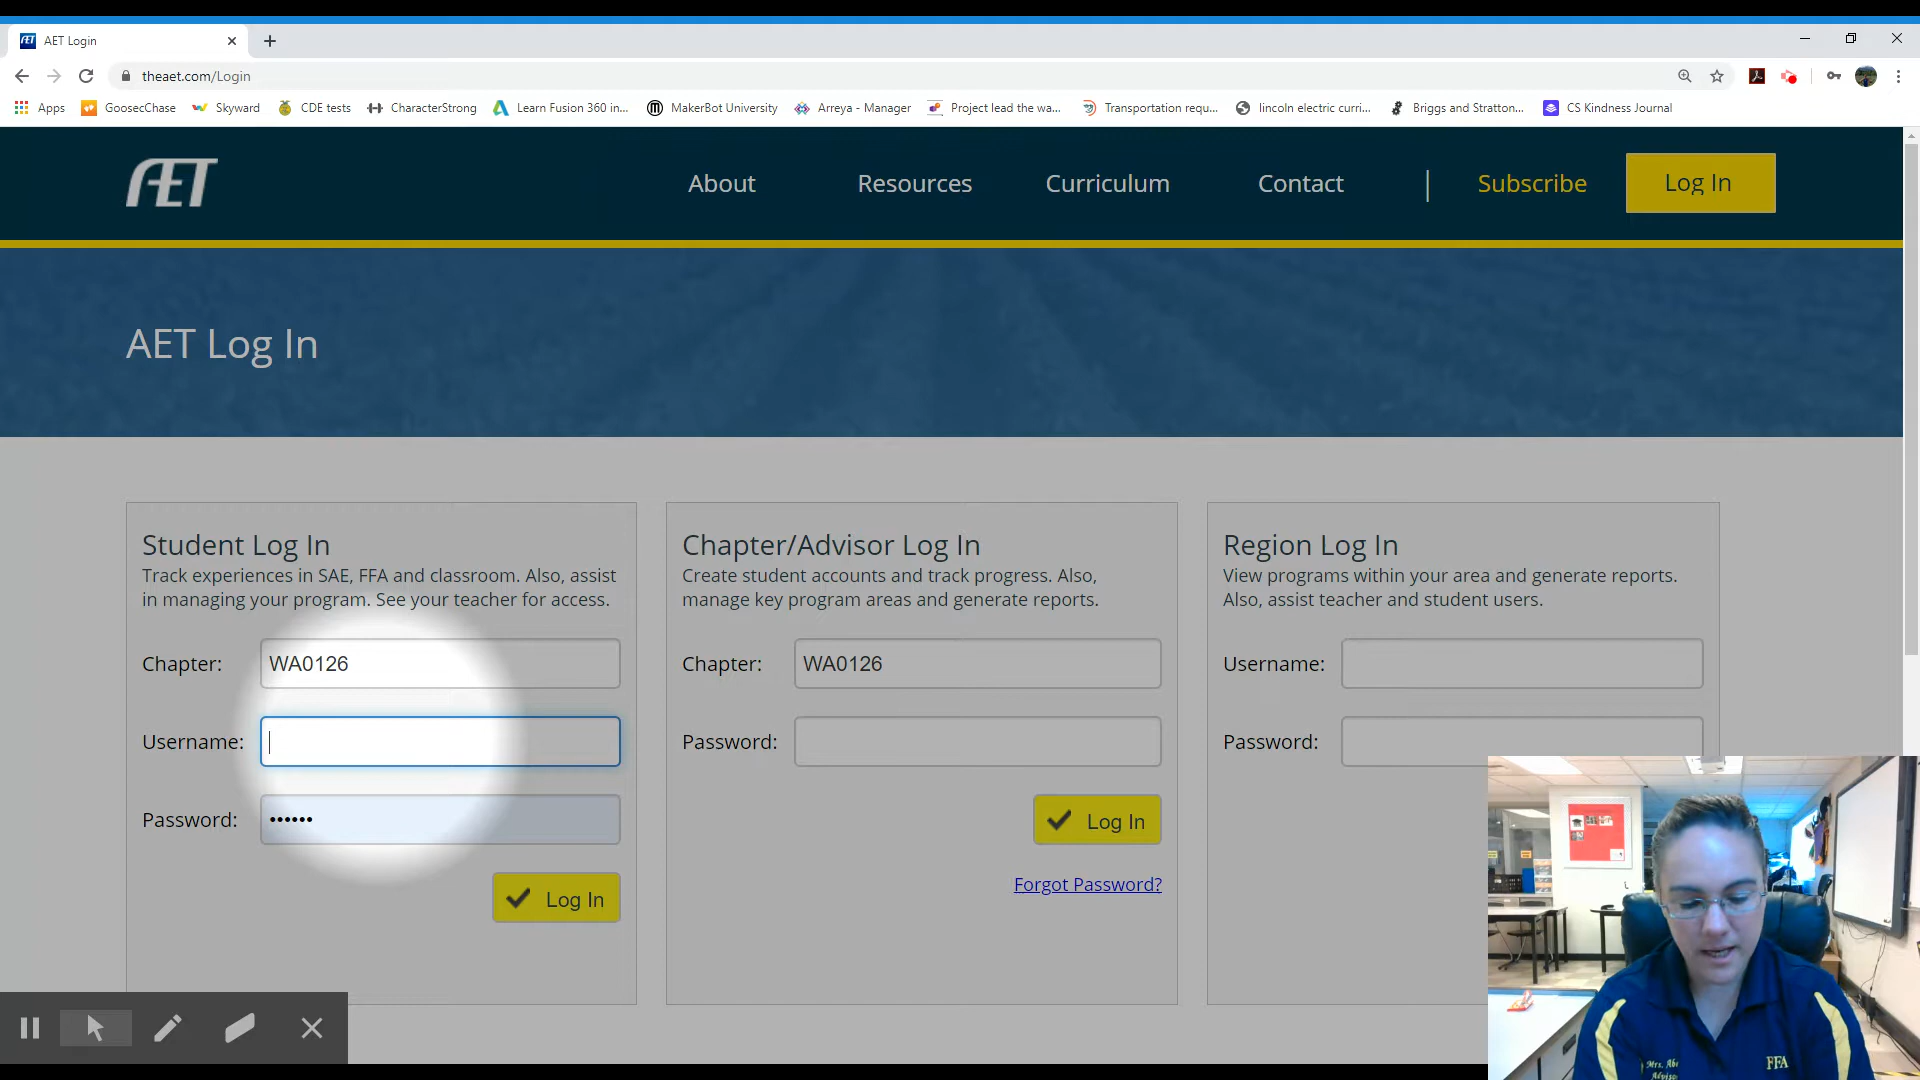 AET Login
theaet.com/Login
Apps GoosecChase Skyward CDE tests CharacterStrong Learn Fusion 360 in... MakerBot University Arreya - Manager Project lead the wa... Transportation requ... lincoln electric curri... Briggs and Stratton... CS Kindness Journal
AET About Resources Curriculum Contact | Subscribe Log In
AET Log In
Student Log In
Track experiences in SAE, FFA and classroom. Also, assist
in managing your program. See your teacher for access.
Chapter: WA0126
Username:
Password: ••••••
Log In
Chapter/Advisor Log In
Create student accounts and track progress. Also,
manage key program areas and generate reports.
Chapter: WA0126
Password:
Log In
Forgot Password?
Region Log In
View programs within your area and generate reports.
Also, assist teacher and student users.
Username:
Password:
Mrs.
FFA